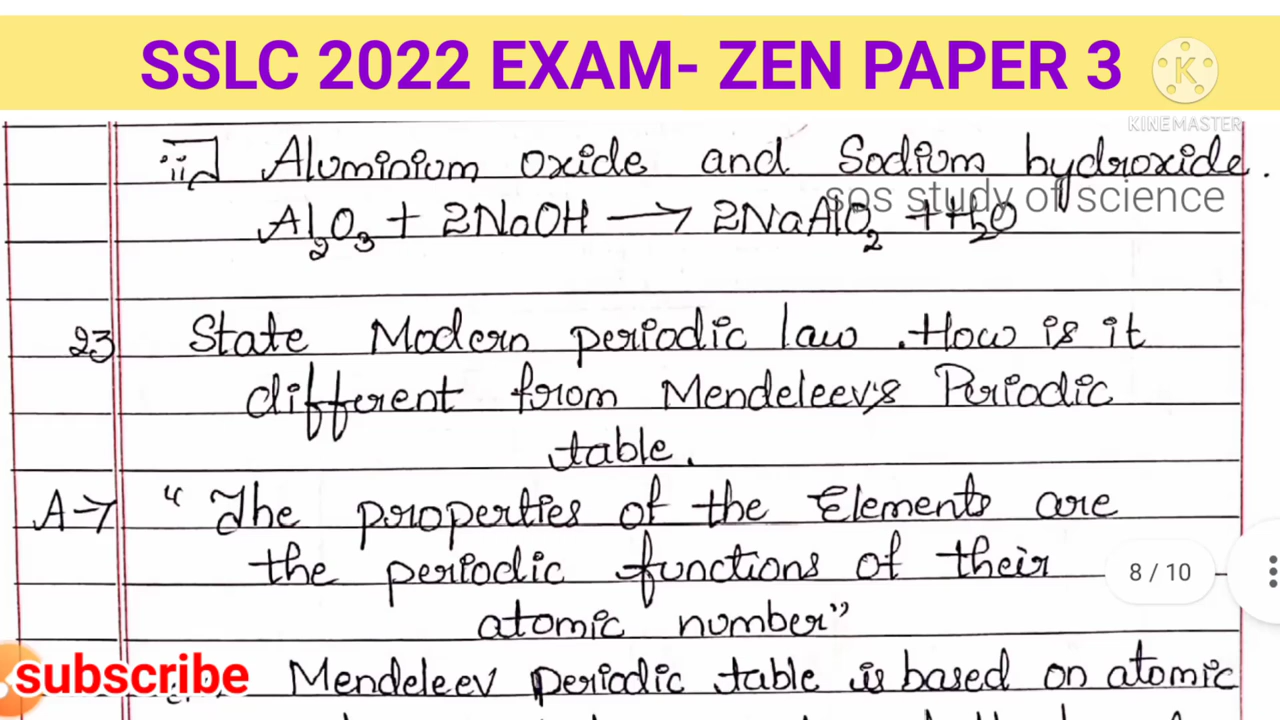 SSLC 2022 EXAM- ZEN PAPER 3
KINEMASTER
iii] Aluminium oxide and Sodium hydroxide.
sos study of science
Al₂O₃ + 2NaOH → 2NaAlO₂ + H₂O
23 State Modern periodic law. How is it
different from Mendeleev's Periodic
table.
A→ "The properties of the Elements are
the periodic functions of their
8 / 10
atomic number"
subscribe
Mendeleev periodic table is based on atomic